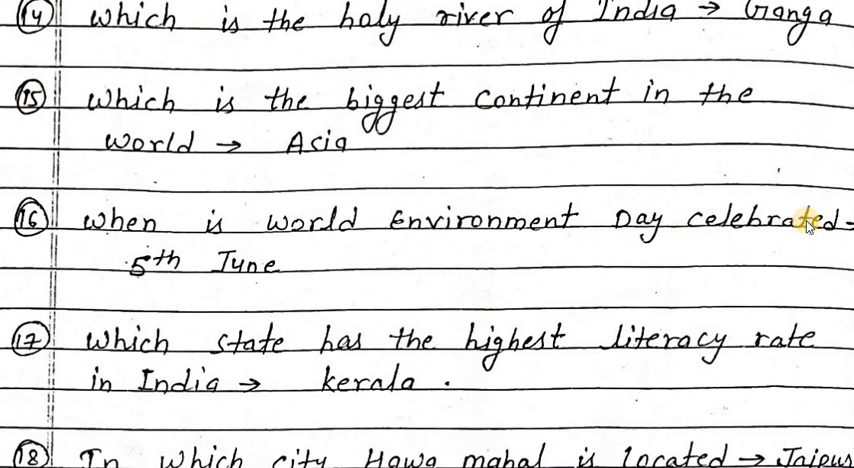 14 Which is the holy river of India → Ganga
15 Which is the biggest continent in the
World → Asia
16 When is World Environment Day celebrated -
5th June
17 Which state has the highest literacy rate
in India → kerala .
18 In which city Hawa mahal is located → Jaipur